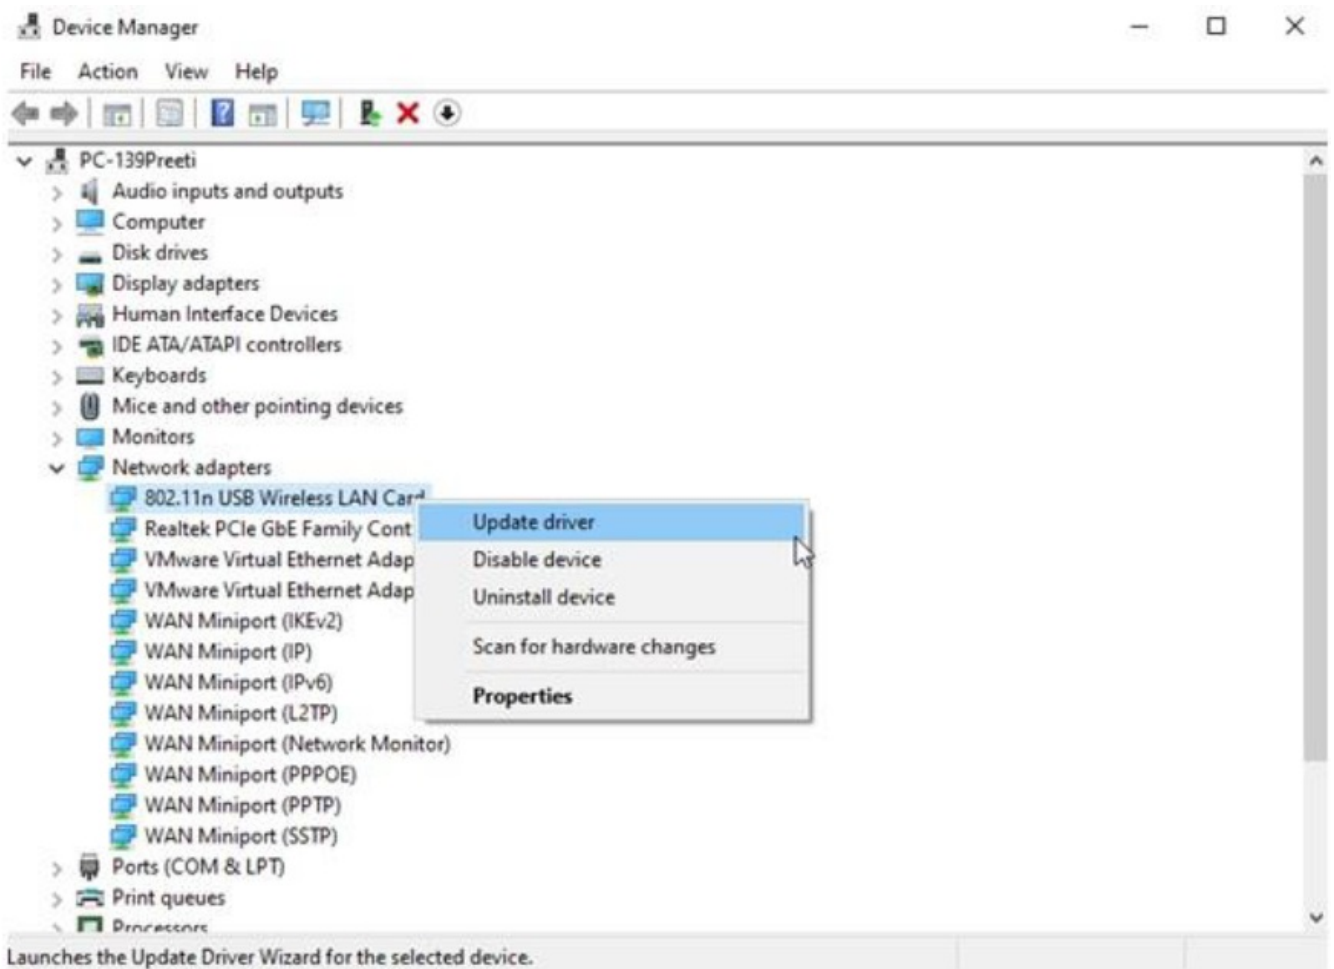 Device Manager
File Action View Help
PC-139Preeti
Audio inputs and outputs
Computer
Disk drives
Display adapters
Human Interface Devices
IDE ATA/ATAPI controllers
Keyboards
Mice and other pointing devices
Monitors
Network adapters
802.11n USB Wireless LAN Card
Update driver
Realtek PCIe GbE Family Cont
VMware Virtual Ethernet Adap
Disable device
VMware Virtual Ethernet Adap
Uninstall device
WAN Miniport (IKEv2)
WAN Miniport (IP)
Scan for hardware changes
WAN Miniport (IPv6)
Properties
WAN Miniport (L2TP)
WAN Miniport (Network Monitor)
WAN Miniport (PPPOE)
WAN Miniport (PPTP)
WAN Miniport (SSTP)
Ports (COM & LPT)
Print queues
Processors
Launches the Update Driver Wizard for the selected device.